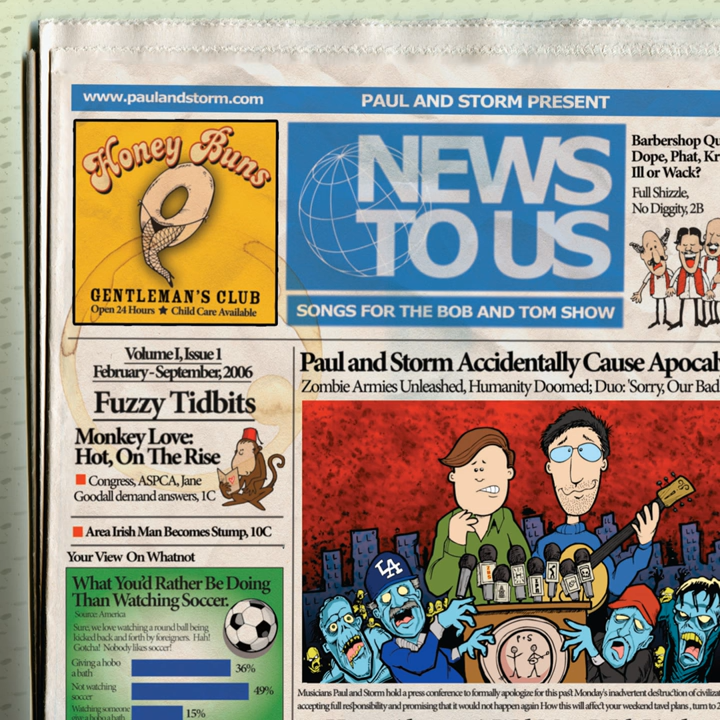 www.paulandstorm.com
PAUL AND STORM PRESENT
Honey Buns
GENTLEMAN'S CLUB
Open 24 Hours ★ Child Care Available
NEWS
TO US
SONGS FOR THE BOB AND TOM SHOW
Barbershop Qu
Dope, Phat, Kr
Ill or Wack?
Full Shizzle,
No Diggity, 2B
Volume I, Issue 1
February - September, 2006
Fuzzy Tidbits
Monkey Love:
Hot, On The Rise
Congress, ASPCA, Jane
Goodall demand answers, 1C
Area Irish Man Becomes Stump, 10C
Your View On Whatnot
What You'd Rather Be Doing
Than Watching Soccer.
Source: America
Sure, we love watching a round ball being
kicked back and forth by foreigners. Hah!
Gotcha! Nobody likes soccer!
Giving a hobo
a bath
36%
Not watching
soccer
49%
Watching someone
give a hobo a bath
15%
Paul and Storm Accidentally Cause Apocal
Zombie Armies Unleashed, Humanity Doomed; Duo: 'Sorry, Our Bad
LA
P + S
Musicians Paul and Storm hold a press conference to formally apologize for this past Monday's inadvertent destruction of civilizat
accepting full responsibility and promising that it would not happen again How this will affect your weekend tavel plans, turn to 2